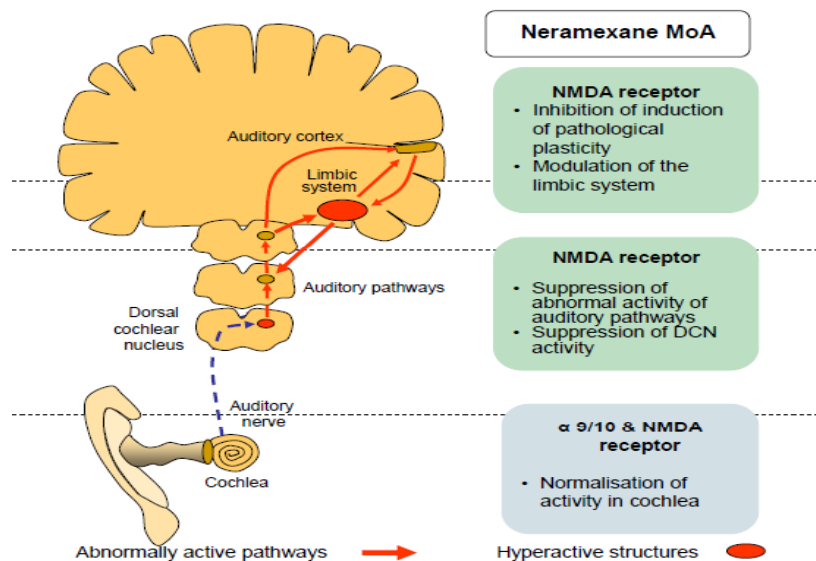 Neramexane MoA
Auditory cortex
Limbic
system
Auditory pathways
Dorsal
cochlear
nucleus
Auditory
nerve
Cochlea
NMDA receptor
• Inhibition of induction
of pathological
plasticity
• Modulation of the
limbic system
NMDA receptor
• Suppression of
abnormal activity of
auditory pathways
• Suppression of DCN
activity
α 9/10 & NMDA
receptor
• Normalisation of
activity in cochlea
Abnormally active pathways
Hyperactive structures